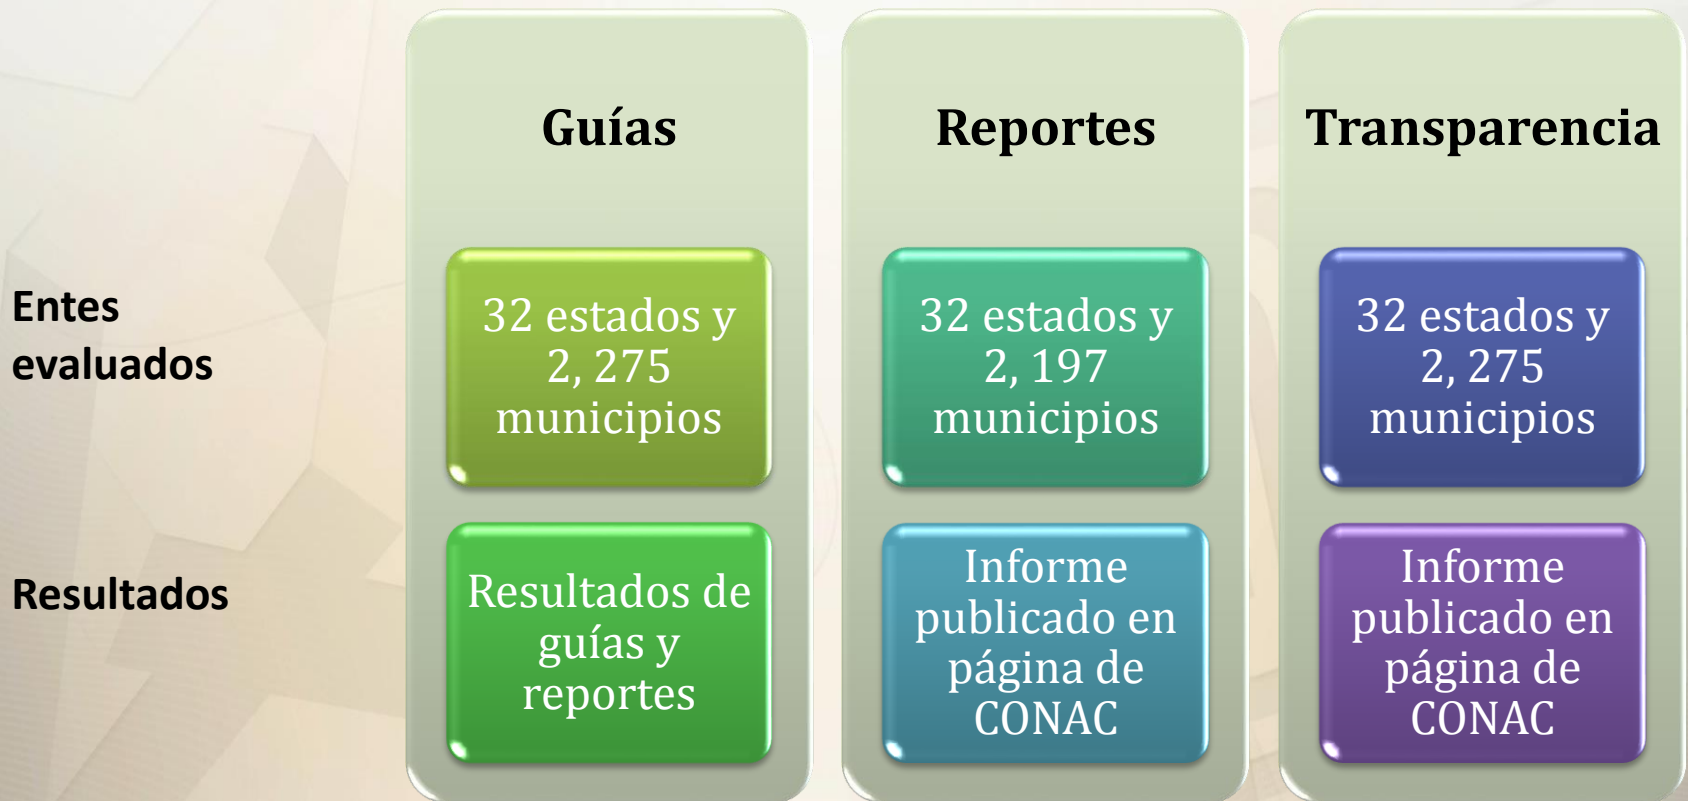 Guías
Reportes
Transparencia
Entes
evaluados
32 estados y
2, 275
municipios
32 estados y
2, 197
municipios
32 estados y
2, 275
municipios
Resultados
Resultados de
guías y
reportes
Informe
publicado en
página de
CONAC
Informe
publicado en
página de
CONAC